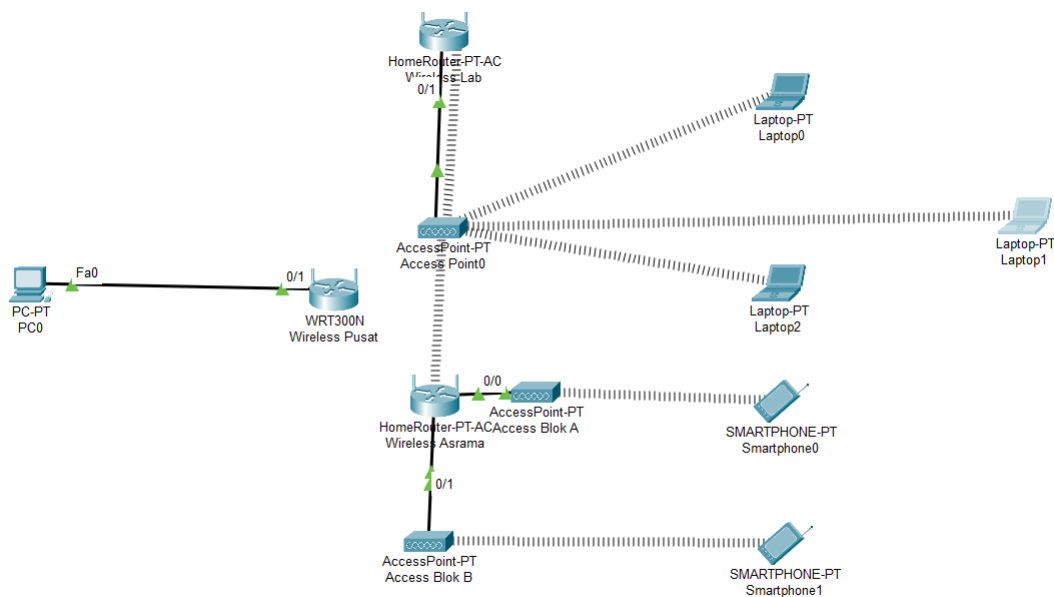 HomeRouter-PT-AC
Wireless Lab
0/1
Laptop-PT
Laptop0
AccessPoint-PT
Access Point0
Laptop-PT
Laptop1
Fa0
0/1
PC-PT
PC0
WRT300N
Wireless Pusat
Laptop-PT
Laptop2
0/0
HomeRouter-PT-AC
Wireless Asrama
AccessPoint-PT
Access Blok A
SMARTPHONE-PT
Smartphone0
0/1
AccessPoint-PT
Access Blok B
SMARTPHONE-PT
Smartphone1